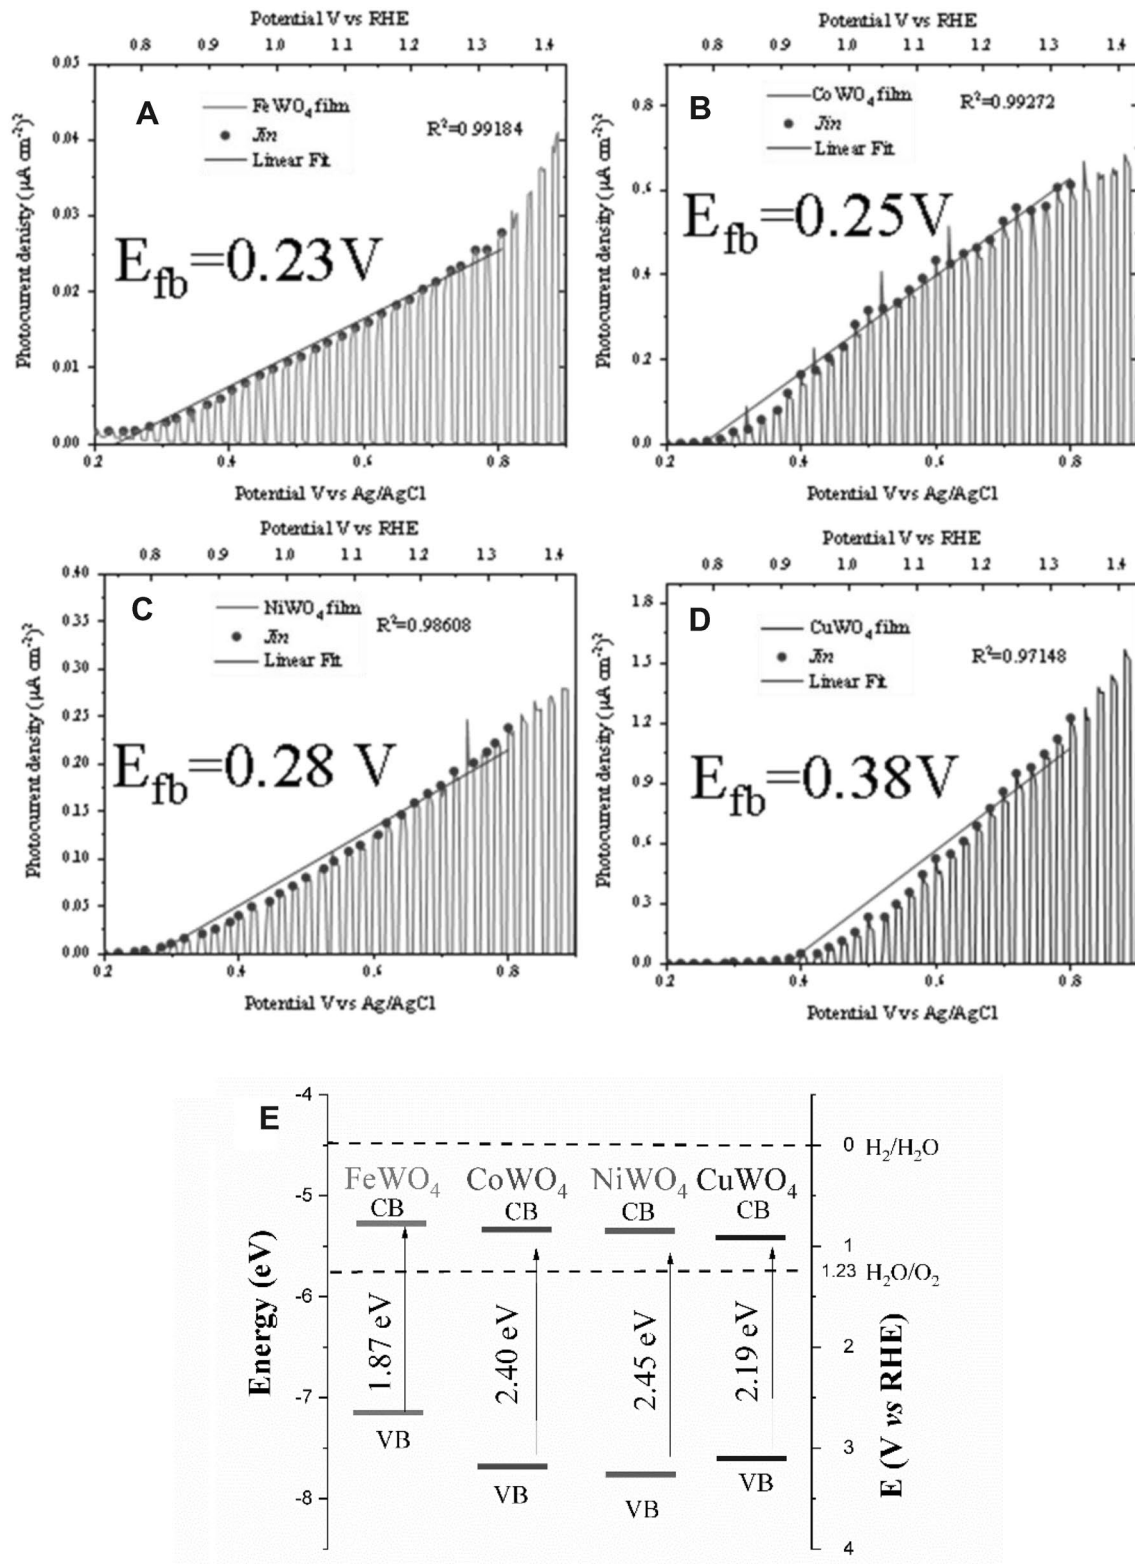 Potential V vs RHE
0.8 0.9 1.0 1.1 1.2 1.3 1.4
Photocurrent denisty (μA cm⁻²)²
0.05
0.04
0.03
0.02
0.01
0.00
A
FeWO₄ film
Jin
Linear Fit
R²=0.99184
E_fb=0.23V
0.2 0.4 0.6 0.8
Potential V vs Ag/AgCl
Potential V vs RHE
0.8 0.9 1.0 1.1 1.2 1.3 1.4
Photocurrent density (μA cm⁻²)²
0.8
0.6
0.4
0.2
0.0
B
CoWO₄ film
Jin
Linear Fit
R²=0.99272
E_fb=0.25V
0.2 0.4 0.6 0.8
Potential V vs Ag/AgCl
Potential V vs RHE
0.8 0.9 1.0 1.1 1.2 1.3 1.4
Photocurrent density (μA cm⁻²)²
0.40
0.35
0.30
0.25
0.20
0.15
0.10
0.05
0.00
C
NiWO₄ film
Jin
Linear Fit
R²=0.98608
E_fb=0.28 V
0.2 0.4 0.6 0.8
Potential V vs Ag/AgCl
Potential V vs RHE
0.8 0.9 1.0 1.1 1.2 1.3 1.4
Photocurrent density (μA cm⁻²)²
1.8
1.5
1.2
0.9
0.6
0.3
0.0
D
CuWO₄ film
Jin
Linear Fit
R²=0.97148
E_fb=0.38V
0.2 0.4 0.6 0.8
Potential V vs Ag/AgCl
E
Energy (eV)
-4
-5
-6
-7
-8
FeWO₄ CoWO₄ NiWO₄ CuWO₄
CB CB CB CB
1.87 eV 2.40 eV 2.45 eV 2.19 eV
VB VB VB VB
0 H₂/H₂O
1
1.23 H₂O/O₂
2
3
4
E (V vs RHE)